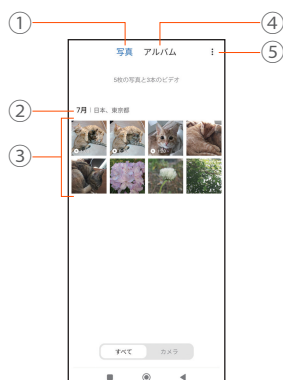 ① ④
写真 アルバム ⑤
5枚の写真と3本のビデオ
② 7月 | 日本、東京都
③
すべて カメラ